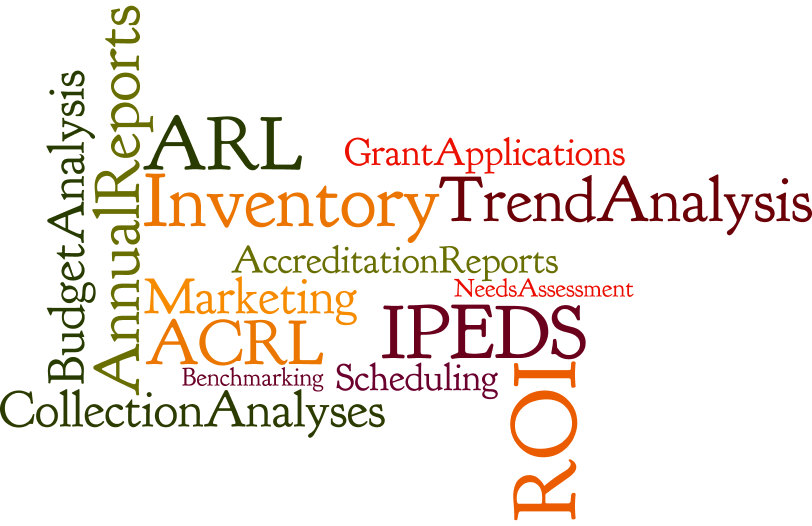 BudgetAnalysis
AnnualReports
ARL
GrantApplications
Inventory
TrendAnalysis
AccreditationReports
Marketing
NeedsAssessment
ACRL
IPEDS
Benchmarking
Scheduling
CollectionAnalyses
ROI